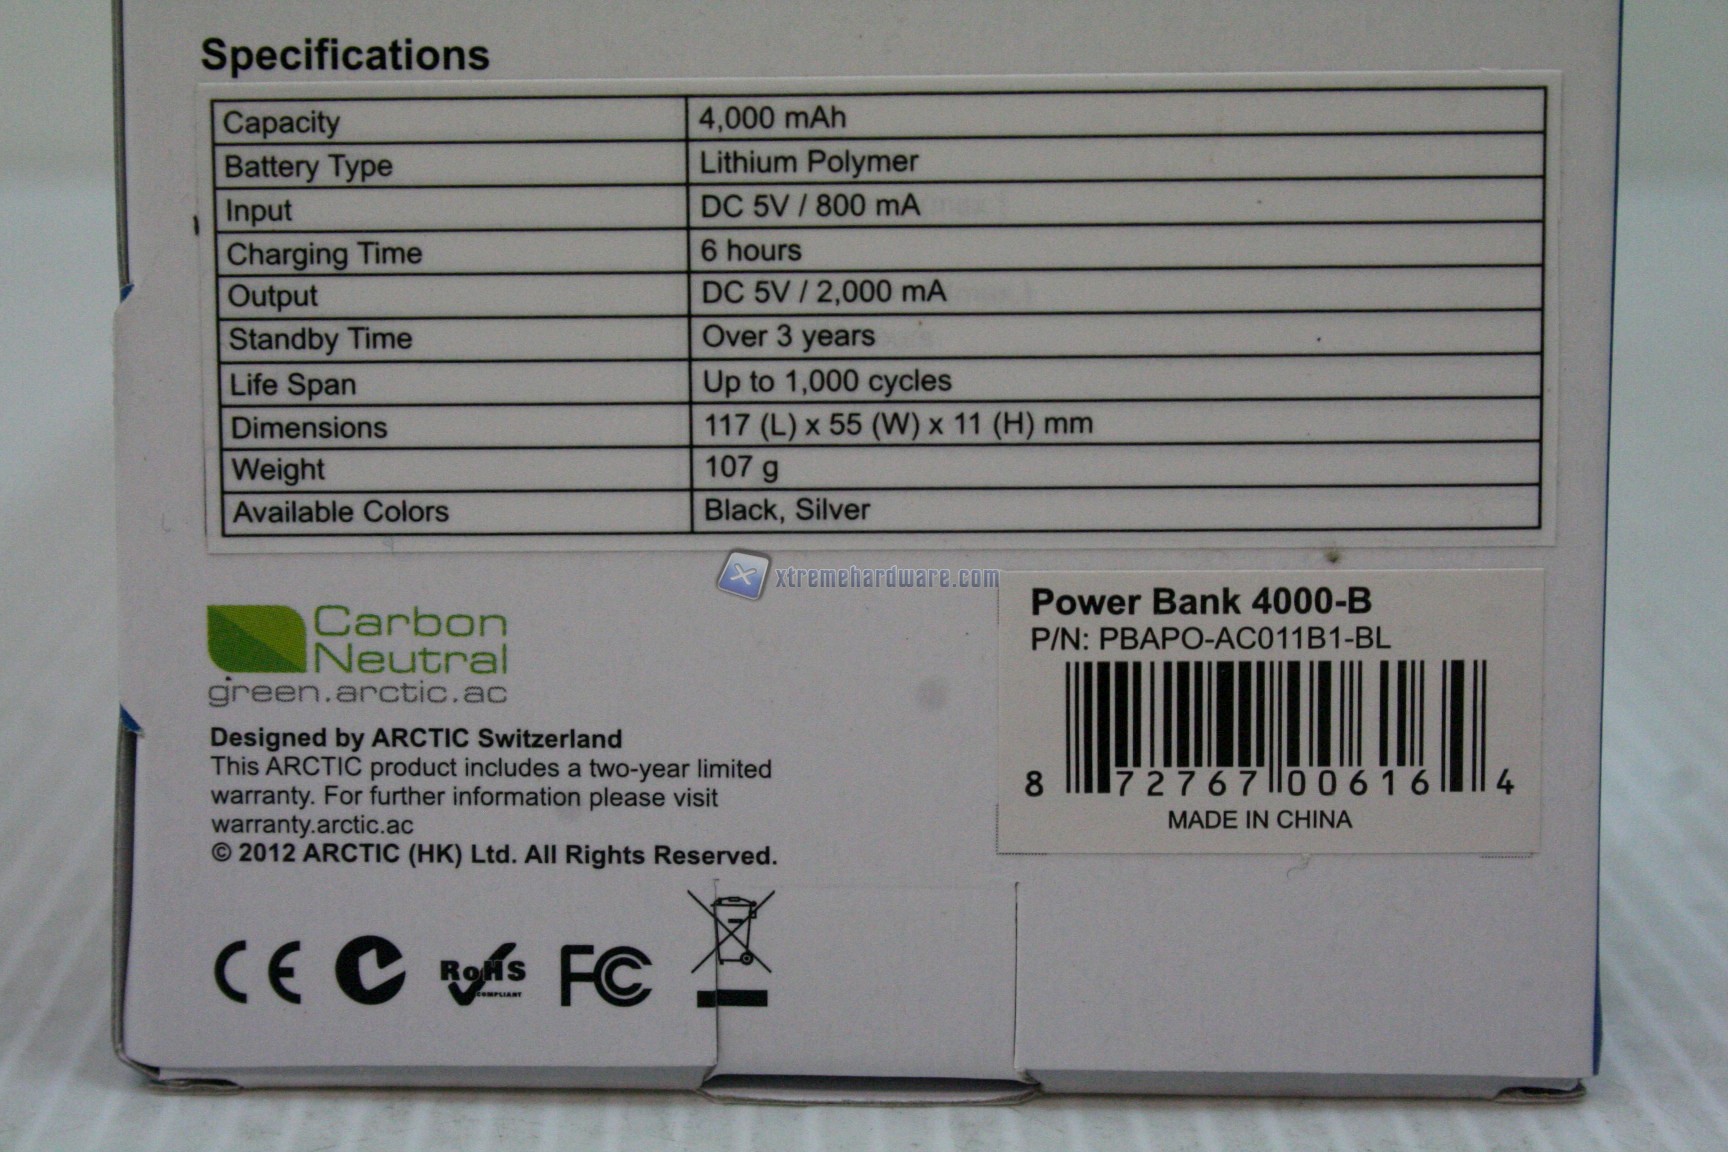 Specifications
Capacity 4,000 mAh
Battery Type Lithium Polymer
Input DC 5V / 800 mA
Charging Time 6 hours
Output DC 5V / 2,000 mA
Standby Time Over 3 years
Life Span Up to 1,000 cycles
Dimensions 117 (L) x 55 (W) x 11 (H) mm
Weight 107 g
Available Colors Black, Silver
xtremehardware.com
Carbon
Neutral
green.arctic.ac
Designed by ARCTIC Switzerland
This ARCTIC product includes a two-year limited
warranty. For further information please visit
warranty.arctic.ac
© 2012 ARCTIC (HK) Ltd. All Rights Reserved.
Power Bank 4000-B
P/N: PBAPO-AC011B1-BL
8 72767 00616 4
MADE IN CHINA
CE RoHS COMPLIANT FC